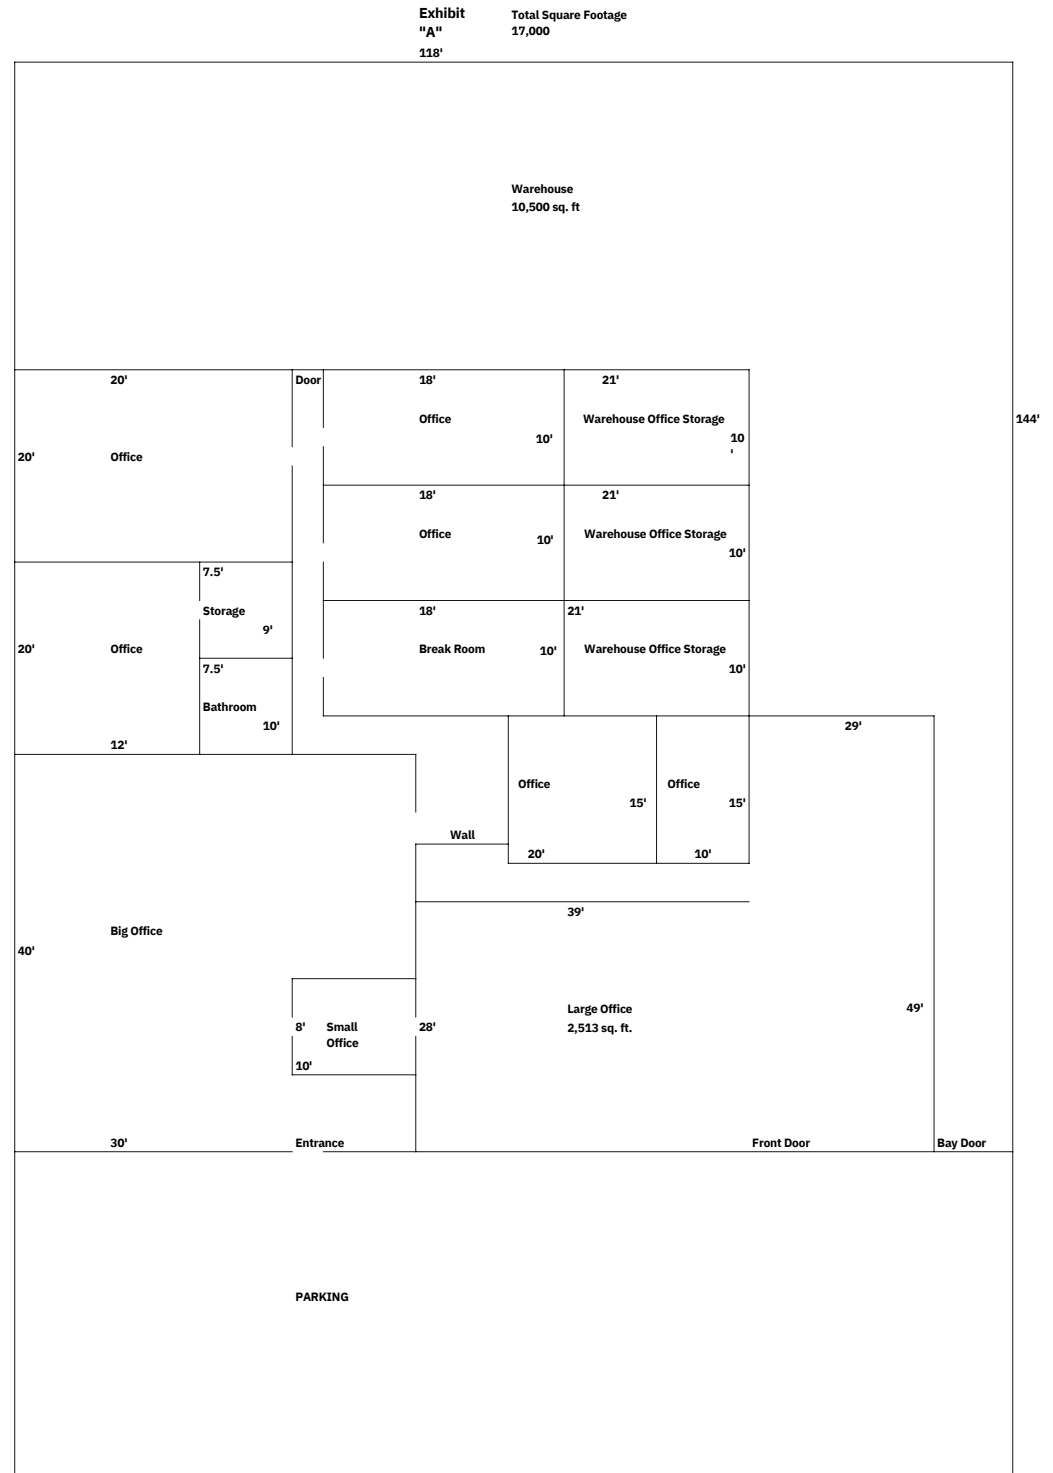 Exhibit
"A"
Total Square Footage
17,000
118'
Warehouse
10,500 sq. ft
20'
Door
18'
21'
Office
Warehouse Office Storage
144'
10'
10
'
20'
Office
18'
21'
Office
10'
Warehouse Office Storage
10'
7.5'
Storage
9'
18'
21'
20'
Office
Break Room
10'
Warehouse Office Storage
7.5'
10'
Bathroom
10'
29'
12'
Office
Office
15'
15'
Wall
20'
10'
39'
Big Office
40'
Large Office
2,513 sq. ft.
49'
8'
Small
Office
28'
10'
30'
Entrance
Front Door
Bay Door
PARKING